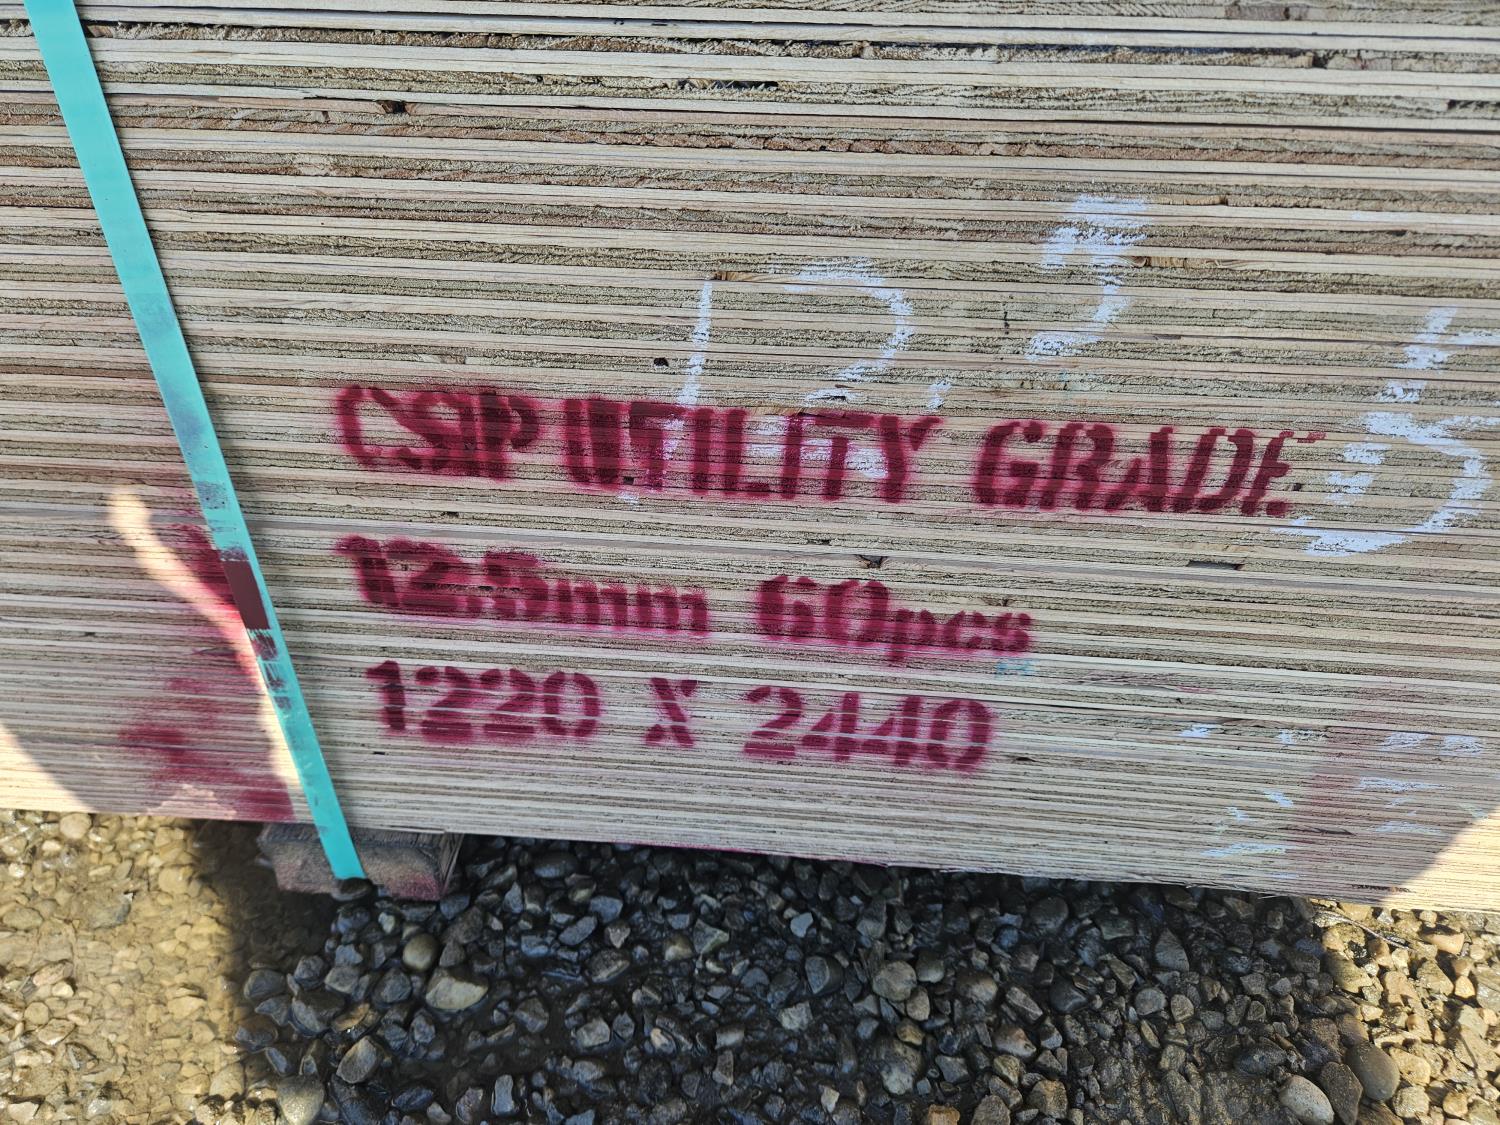 CSP UTILITY GRADE
12.5mm 60pcs
1220 X 2440